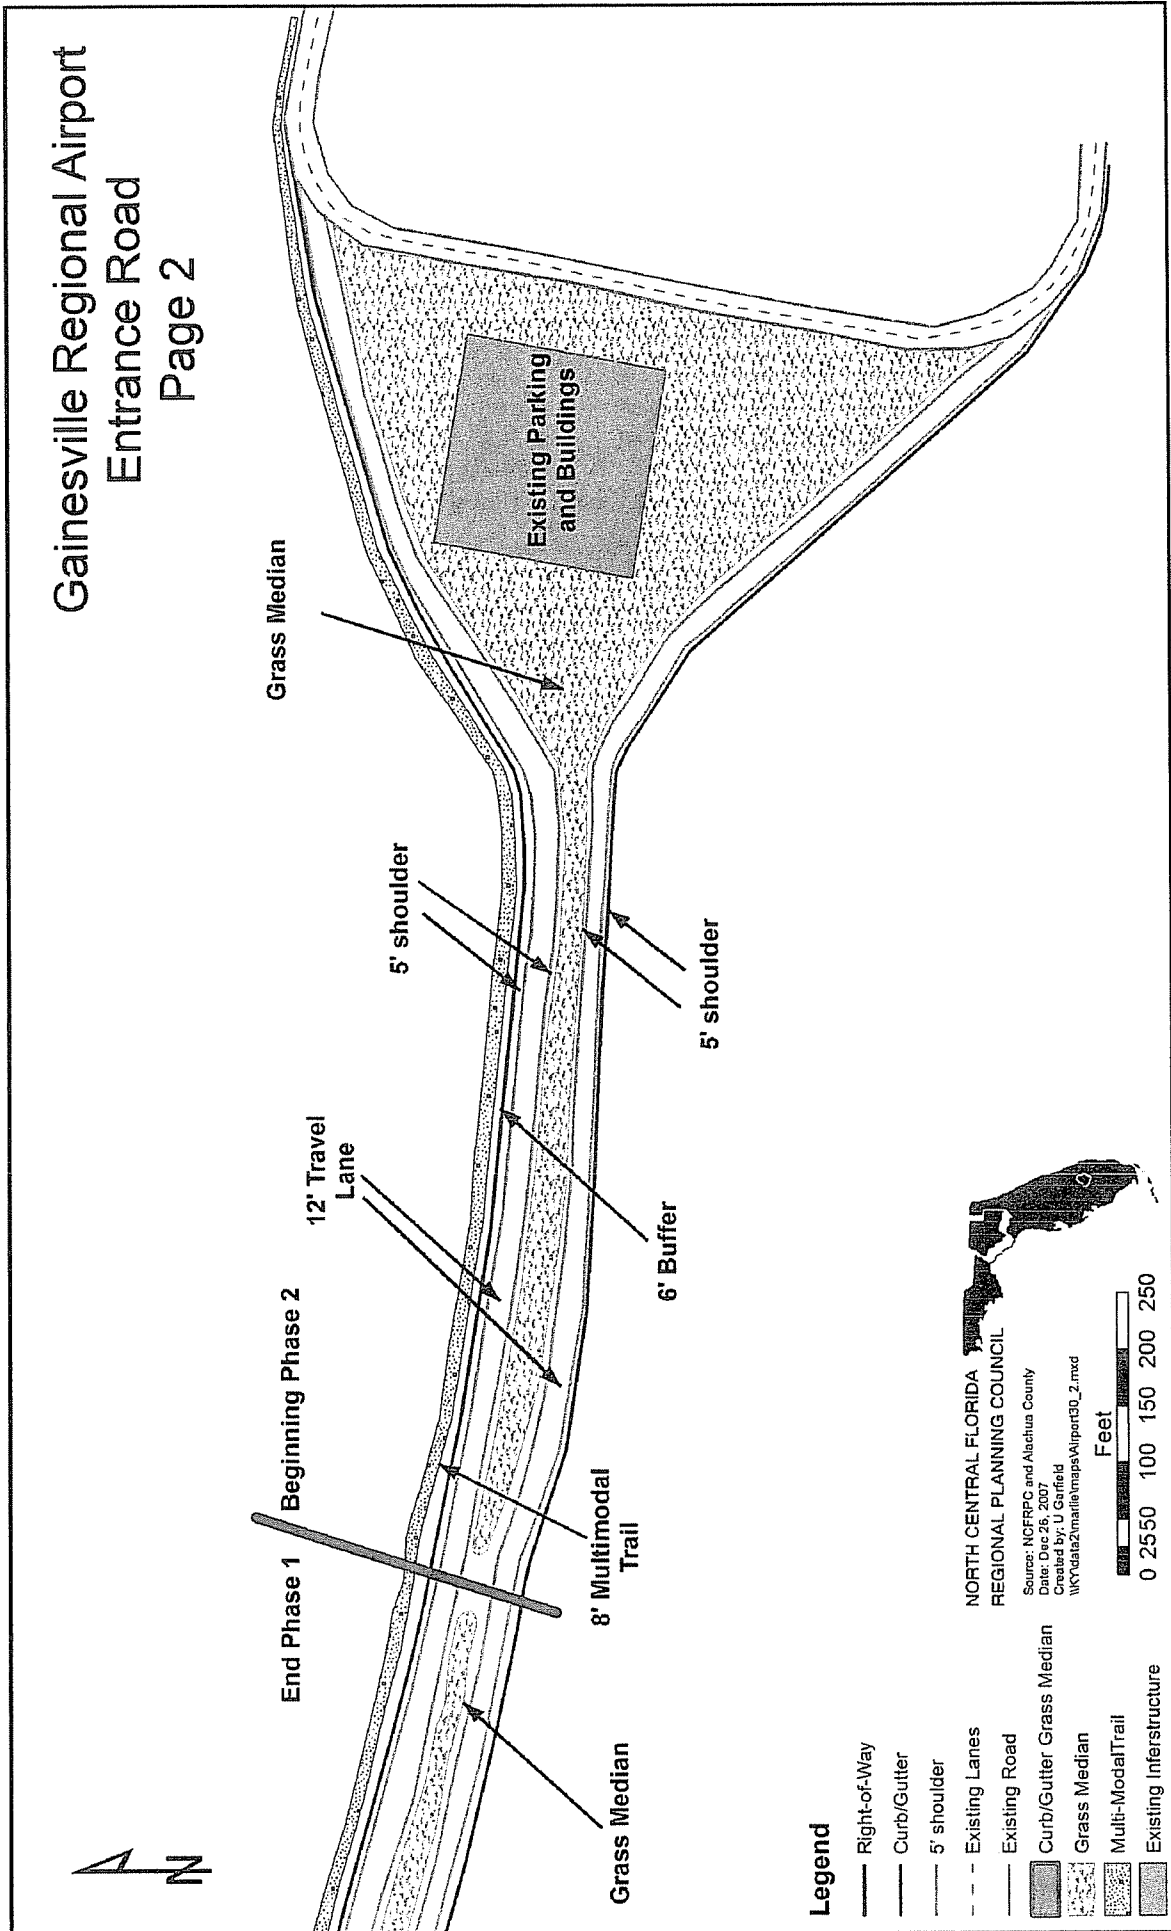 Gainesville Regional Airport
Entrance Road
Page 2
Grass Median
Existing Parking
and Buildings
5' shoulder
12' Travel
Lane
5' shoulder
6' Buffer
End Phase 1
Beginning Phase 2
8' Multimodal
Trail
Grass Median
N
Legend
Right-of-Way
Curb/Gutter
5' shoulder
Existing Lanes
Existing Road
Curb/Gutter Grass Median
Grass Median
Multi-ModalTrail
Existing Inferstructure
NORTH CENTRAL FLORIDA
REGIONAL PLANNING COUNCIL
Source: NCFRPC and Alachua County
Date: Dec 26, 2007
Created by: U Garfield
Feet
0 25 50 100 150 200 250